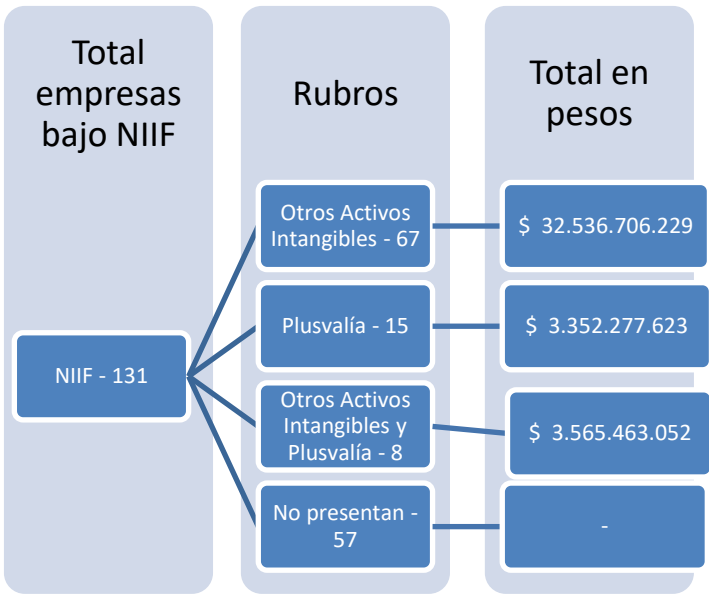 Total
empresas
bajo NIIF
Rubros
Total en
pesos
NIIF - 131
Otros Activos
Intangibles - 67
$ 32.536.706.229
Plusvalía - 15
$ 3.352.277.623
Otros Activos
Intangibles y
Plusvalía - 8
$ 3.565.463.052
No presentan -
57
-